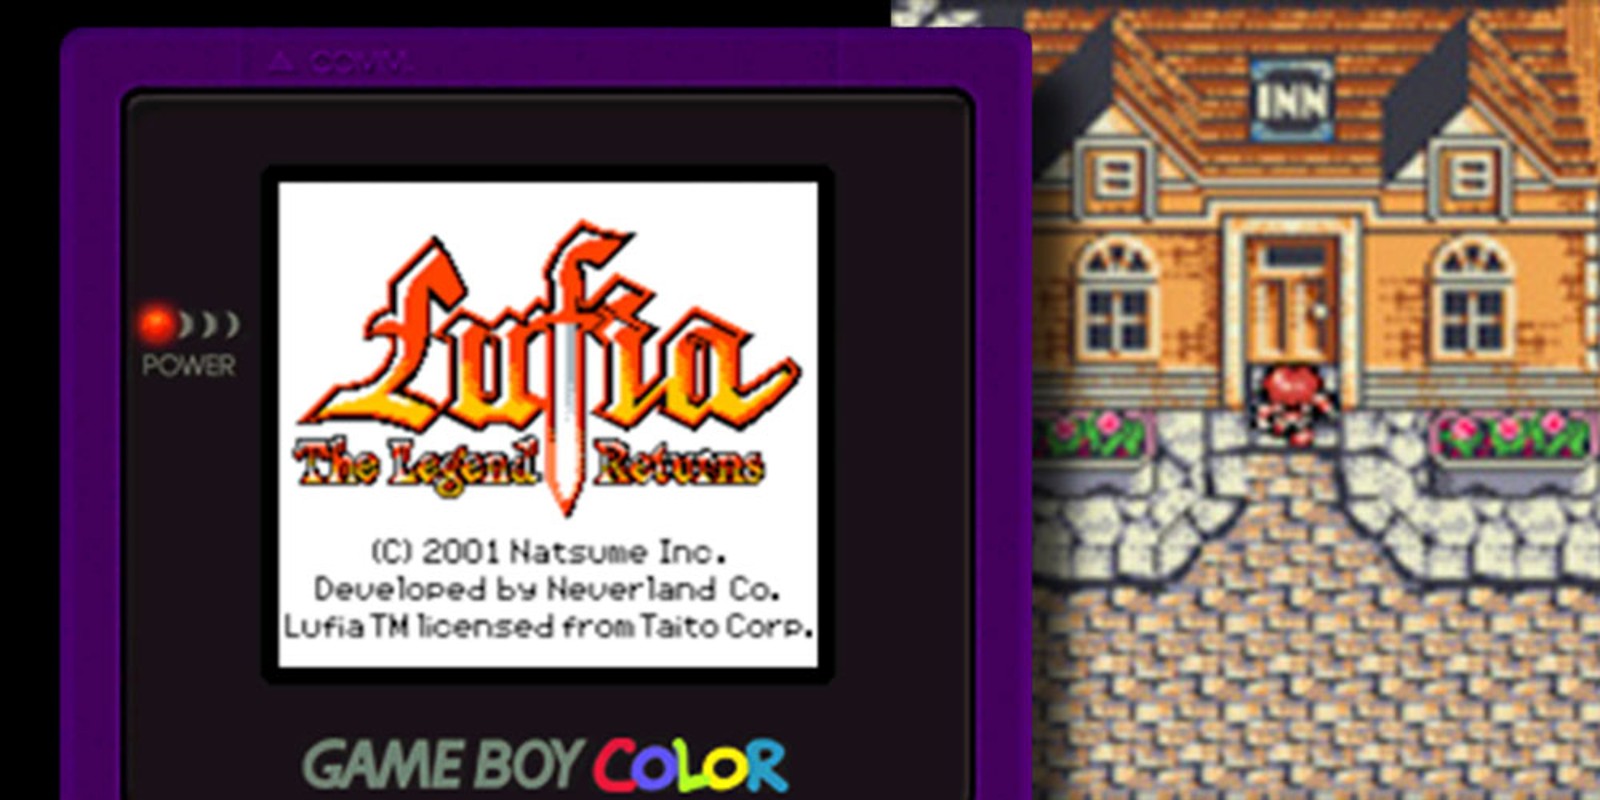 COMM.
INN
POWER
Lufia
The Legend Returns
(C) 2001 Natsume Inc.
Developed by Neverland Co.
Lufia TM licensed from Taito Corp.
GAME BOY COLOR